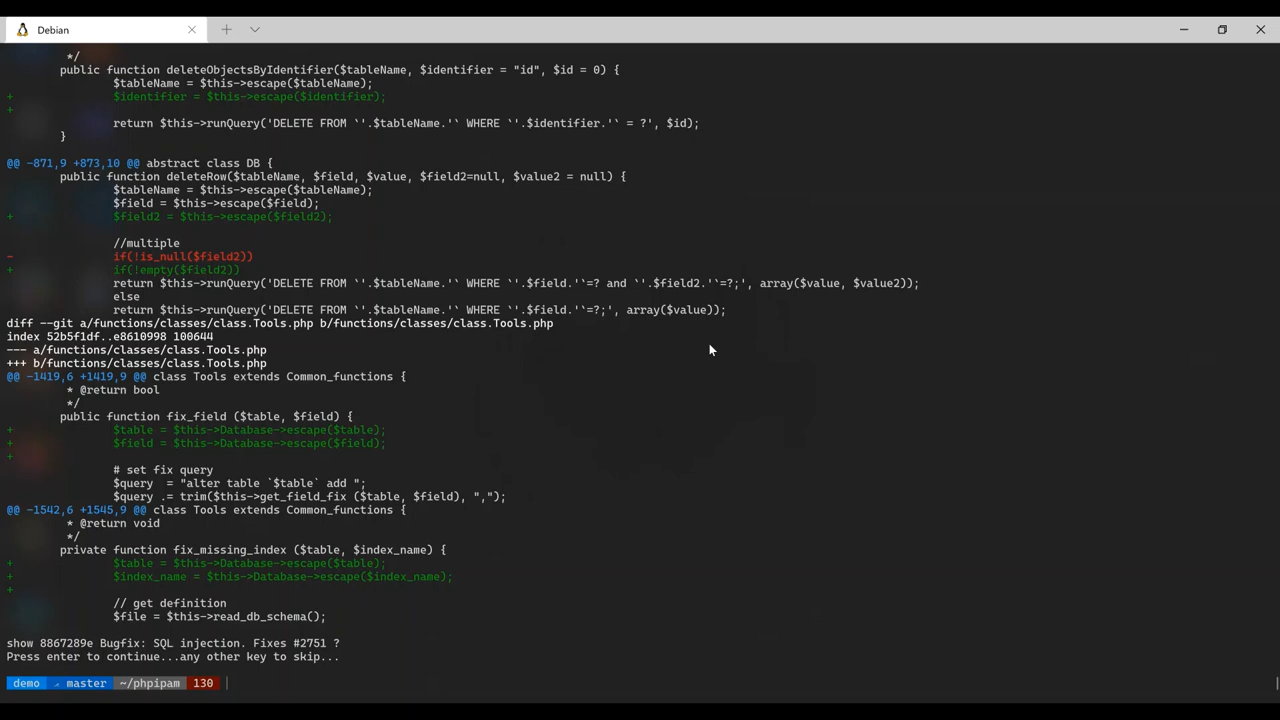 Debian
*/
public function deleteObjectsByIdentifier($tableName, $identifier = "id", $id = 0) {
$tableName = $this->escape($tableName);
+ $identifier = $this->escape($identifier);
+
return $this->runQuery('DELETE FROM `'.$tableName.'` WHERE `'.$identifier.'` = ?', $id);
}
@@ -871,9 +873,10 @@ abstract class DB {
public function deleteRow($tableName, $field, $value, $field2=null, $value2 = null) {
$tableName = $this->escape($tableName);
$field = $this->escape($field);
+ $field2 = $this->escape($field2);
//multiple
- if(!is_null($field2))
+ if(!empty($field2))
return $this->runQuery('DELETE FROM `'.$tableName.'` WHERE `'.$field.'`=? and `'.$field2.'`=?;', array($value, $value2));
else
return $this->runQuery('DELETE FROM `'.$tableName.'` WHERE `'.$field.'`=?;', array($value));
diff --git a/functions/classes/class.Tools.php b/functions/classes/class.Tools.php
index 52b5f1df..e8610998 100644
--- a/functions/classes/class.Tools.php
+++ b/functions/classes/class.Tools.php
@@ -1419,6 +1419,9 @@ class Tools extends Common_functions {
* @return bool
*/
public function fix_field ($table, $field) {
+ $table = $this->Database->escape($table);
+ $field = $this->Database->escape($field);
+
# set fix query
$query = "alter table `$table` add ";
$query .= trim($this->get_field_fix ($table, $field), ",");
@@ -1542,6 +1545,9 @@ class Tools extends Common_functions {
* @return void
*/
private function fix_missing_index ($table, $index_name) {
+ $table = $this->Database->escape($table);
+ $index_name = $this->Database->escape($index_name);
+
// get definition
$file = $this->read_db_schema();
show 8867289e Bugfix: SQL injection. Fixes #2751 ?
Press enter to continue...any other key to skip...
demo master ~/phpipam 130